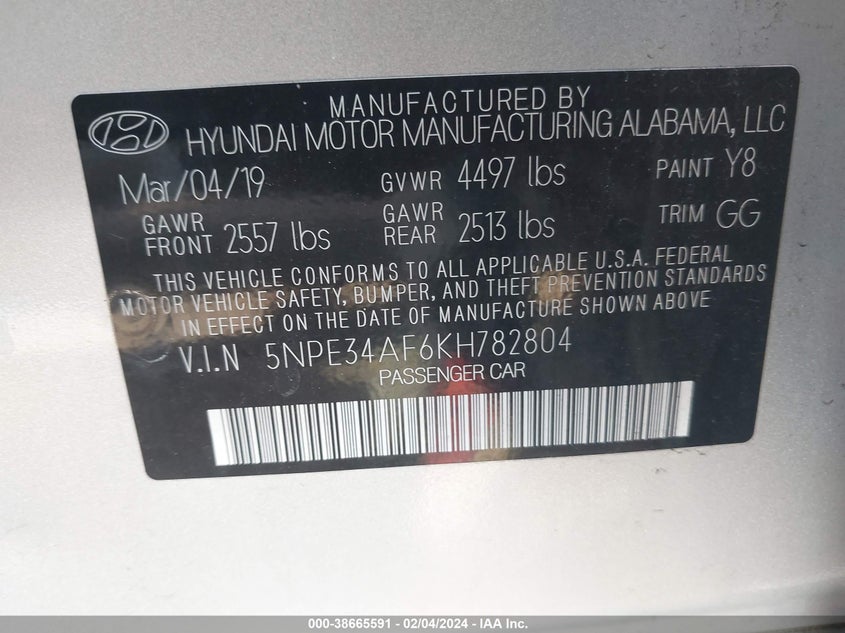 MANUFACTURED BY
HYUNDAI MOTOR MANUFACTURING ALABAMA, LLC
Mar/04/19 GVWR 4497 lbs PAINT Y8
GAWR FRONT 2557 lbs GAWR REAR 2513 lbs TRIM GG
THIS VEHICLE CONFORMS TO ALL APPLICABLE U.S.A. FEDERAL
MOTOR VEHICLE SAFETY, BUMPER, AND THEFT PREVENTION STANDARDS
IN EFFECT ON THE DATE OF MANUFACTURE SHOWN ABOVE
V.I.N 5NPE34AF6KH782804
PASSENGER CAR
000-38665591 - 02/04/2024 - IAA Inc.